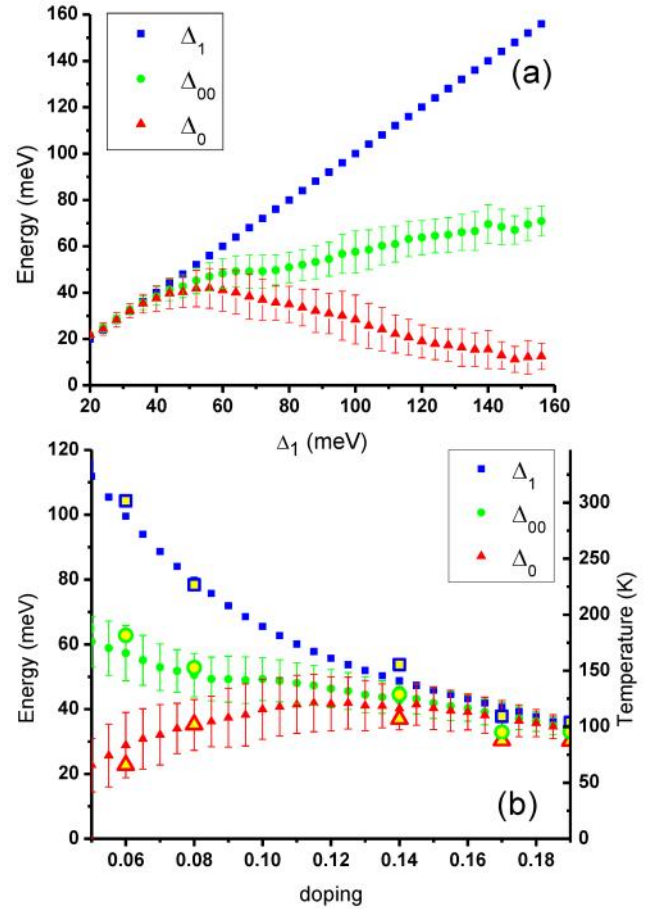 160
140
120
100
80
60
40
20
0
Energy (meV)
Δ₁
Δ₀₀
Δ₀
(a)
20 40 60 80 100 120 140 160
Δ₁ (meV)
120
100
80
60
40
20
0
Energy (meV)
Δ₁
Δ₀₀
Δ₀
300
250
200
150
100
50
0
Temperature (K)
(b)
0.06 0.08 0.10 0.12 0.14 0.16 0.18
doping